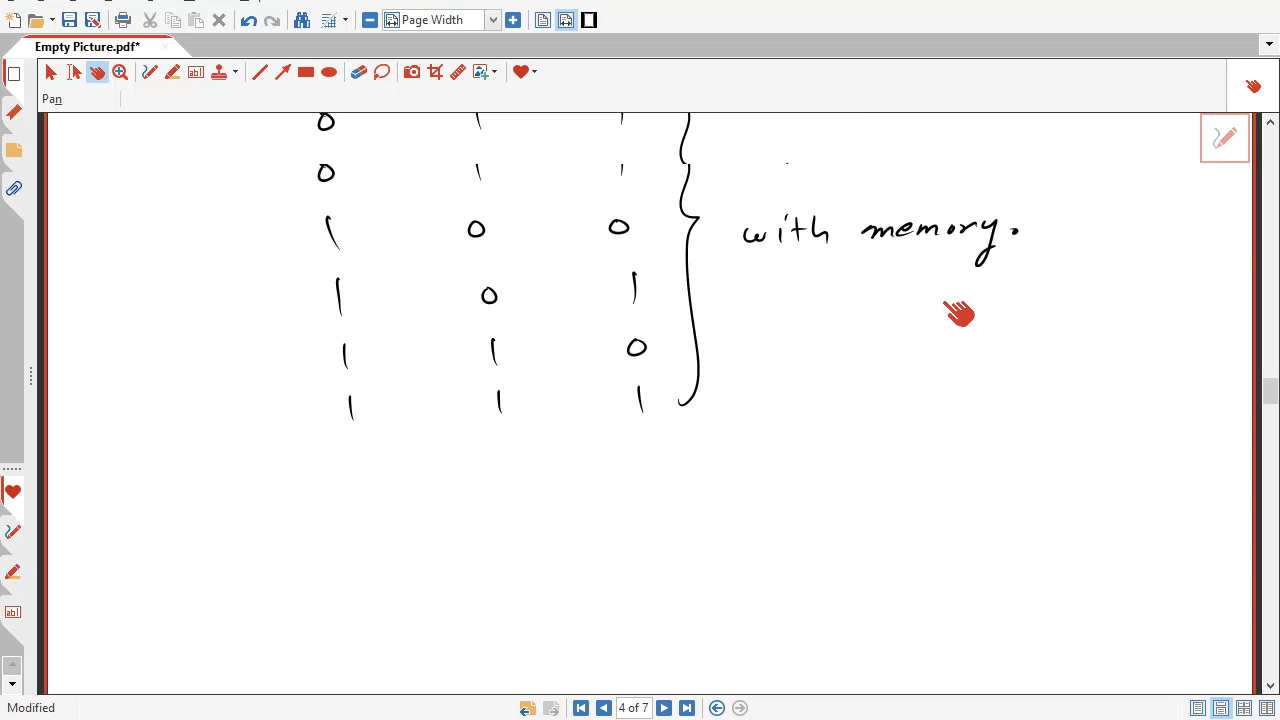 Page Width
Empty Picture.pdf*
Pan
0 1 1
0 1 1
1 0 0 with memory.
1 0 1
1 1 0
1 1 1
Modified
4 of 7